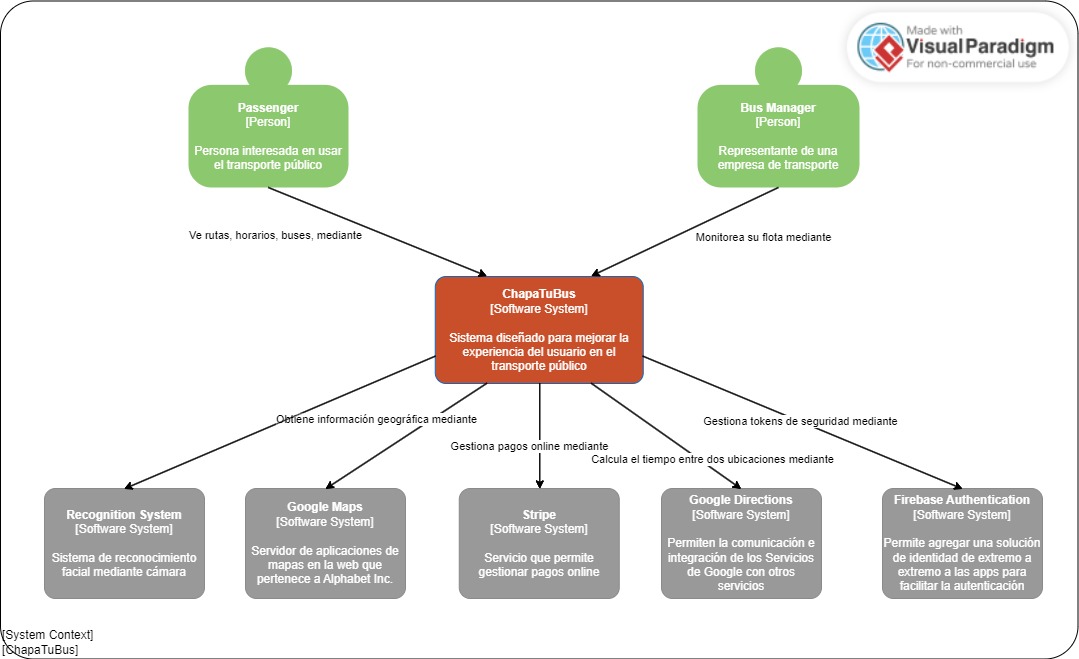 Made with
Visual Paradigm
For non-commercial use
Passenger
[Person]
Persona interesada en usar
el transporte público
Bus Manager
[Person]
Representante de una
empresa de transporte
Ve rutas, horarios, buses, mediante
Monitorea su flota mediante
ChapaTuBus
[Software System]
Sistema diseñado para mejorar la
experiencia del usuario en el
transporte público
Obtiene información geográfica mediante
Gestiona tokens de seguridad mediante
Gestiona pagos online mediante
Calcula el tiempo entre dos ubicaciones mediante
Recognition System
[Software System]
Sistema de reconocimiento
facial mediante cámara
Google Maps
[Software System]
Servidor de aplicaciones de
mapas en la web que
pertenece a Alphabet Inc.
Stripe
[Software System]
Servicio que permite
gestionar pagos online
Google Directions
[Software System]
Permiten la comunicación e
integración de los Servicios
de Google con otros
servicios
Firebase Authentication
[Software System]
Permite agregar una solución
de identidad de extremo a
extremo a las apps para
facilitar la autenticación
[System Context]
[ChapaTuBus]